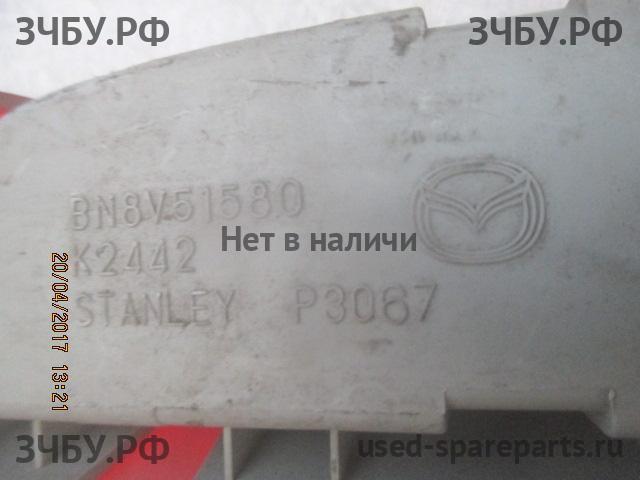 ЗЧБУ.РФ ЗЧБУ.РФ
BN8V51580
Нет в наличи
K2442
STANLEY P3067
20/04/2017 13:21
ЗЧБУ.РФ used-spareparts.ru